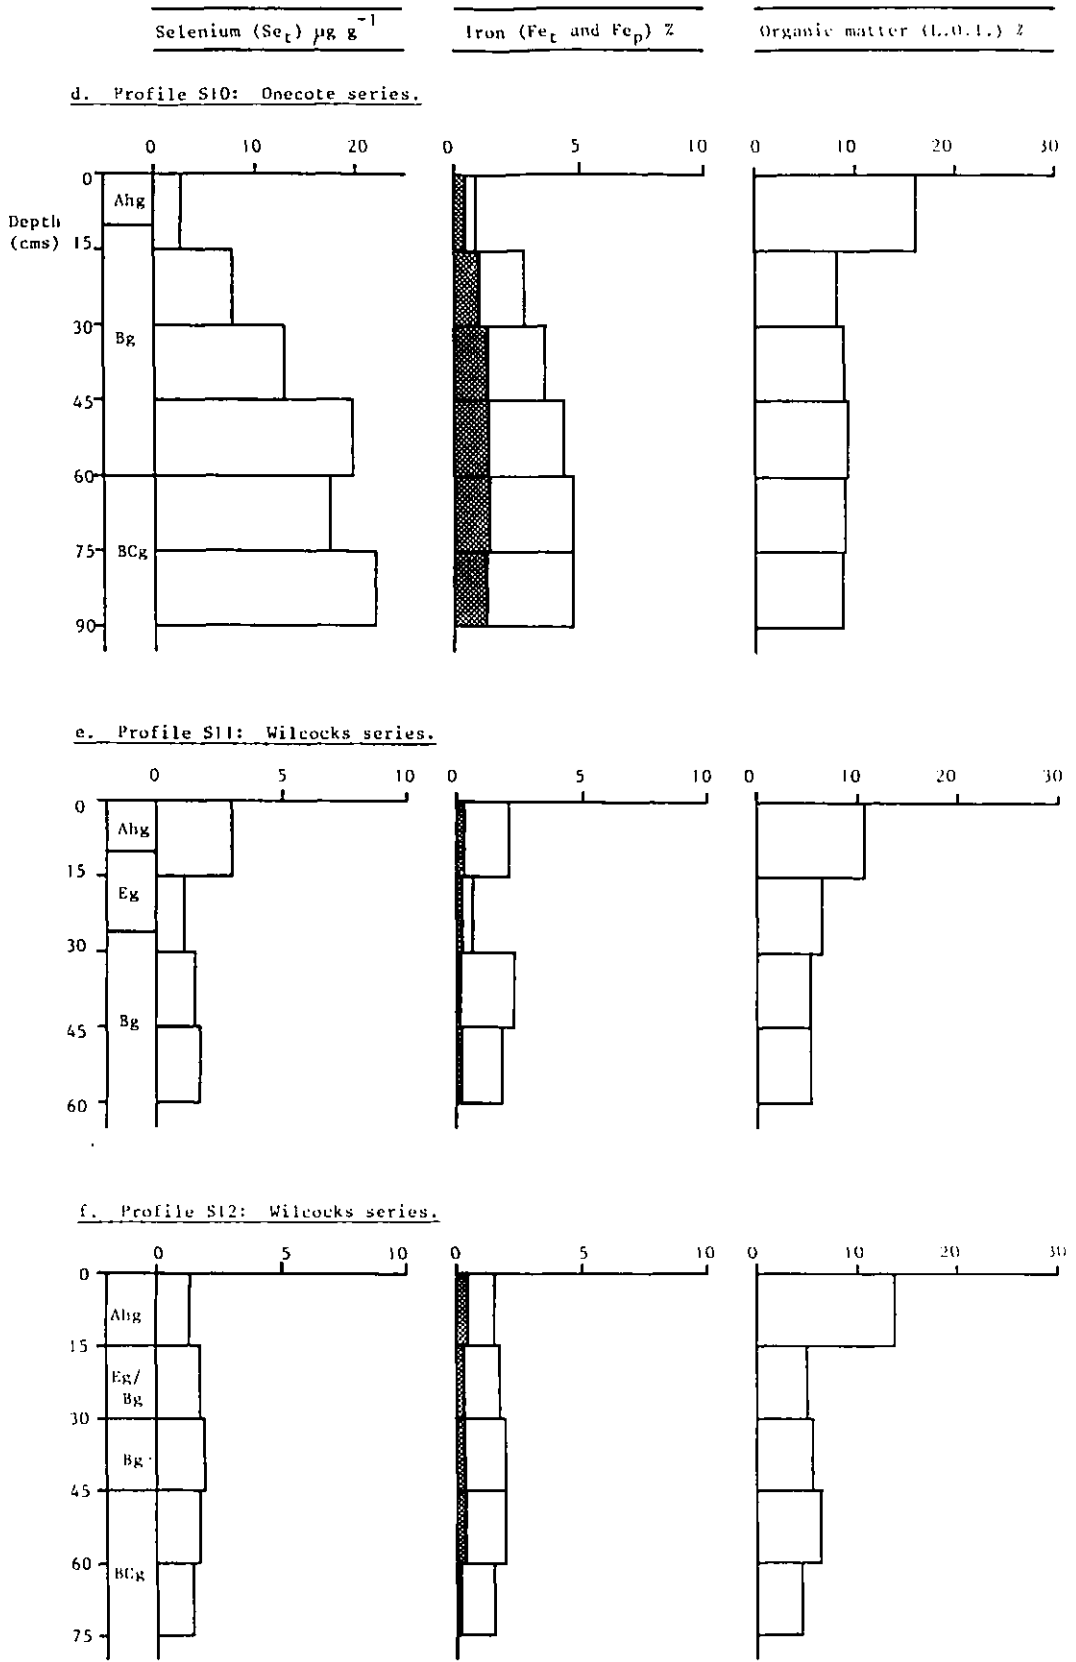 Selenium (Se_t) µg g^-1 Iron (Fe_t and Fe_p) % Organic matter (L.O.I.) %
d. Profile S10: Onecote series.
0 10 20 0 5 10 0 10 20 30
Depth
(cms)
0
15
30
45
60
75
90
Ahg
Bg
BCg
e. Profile S11: Wilcocks series.
0 5 10 0 5 10 0 10 20 30
0
15
30
45
60
Ahg
Eg
Bg
f. Profile S12: Wilcocks series.
0 5 10 0 5 10 0 10 20 30
0
15
30
45
60
75
Ahg
Eg/
Bg
Bg
BCg